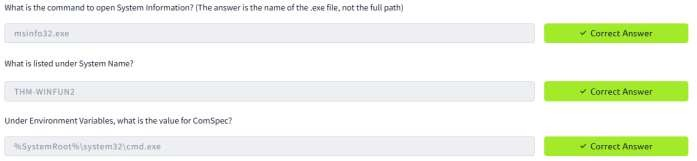 What is the command to open System Information? (The answer is the name of the .exe file, not the full path)
msinfo32.exe
✓ Correct Answer
What is listed under System Name?
THM-WINFUN2
✓ Correct Answer
Under Environment Variables, what is the value for ComSpec?
%SystemRoot%\system32\cmd.exe
✓ Correct Answer